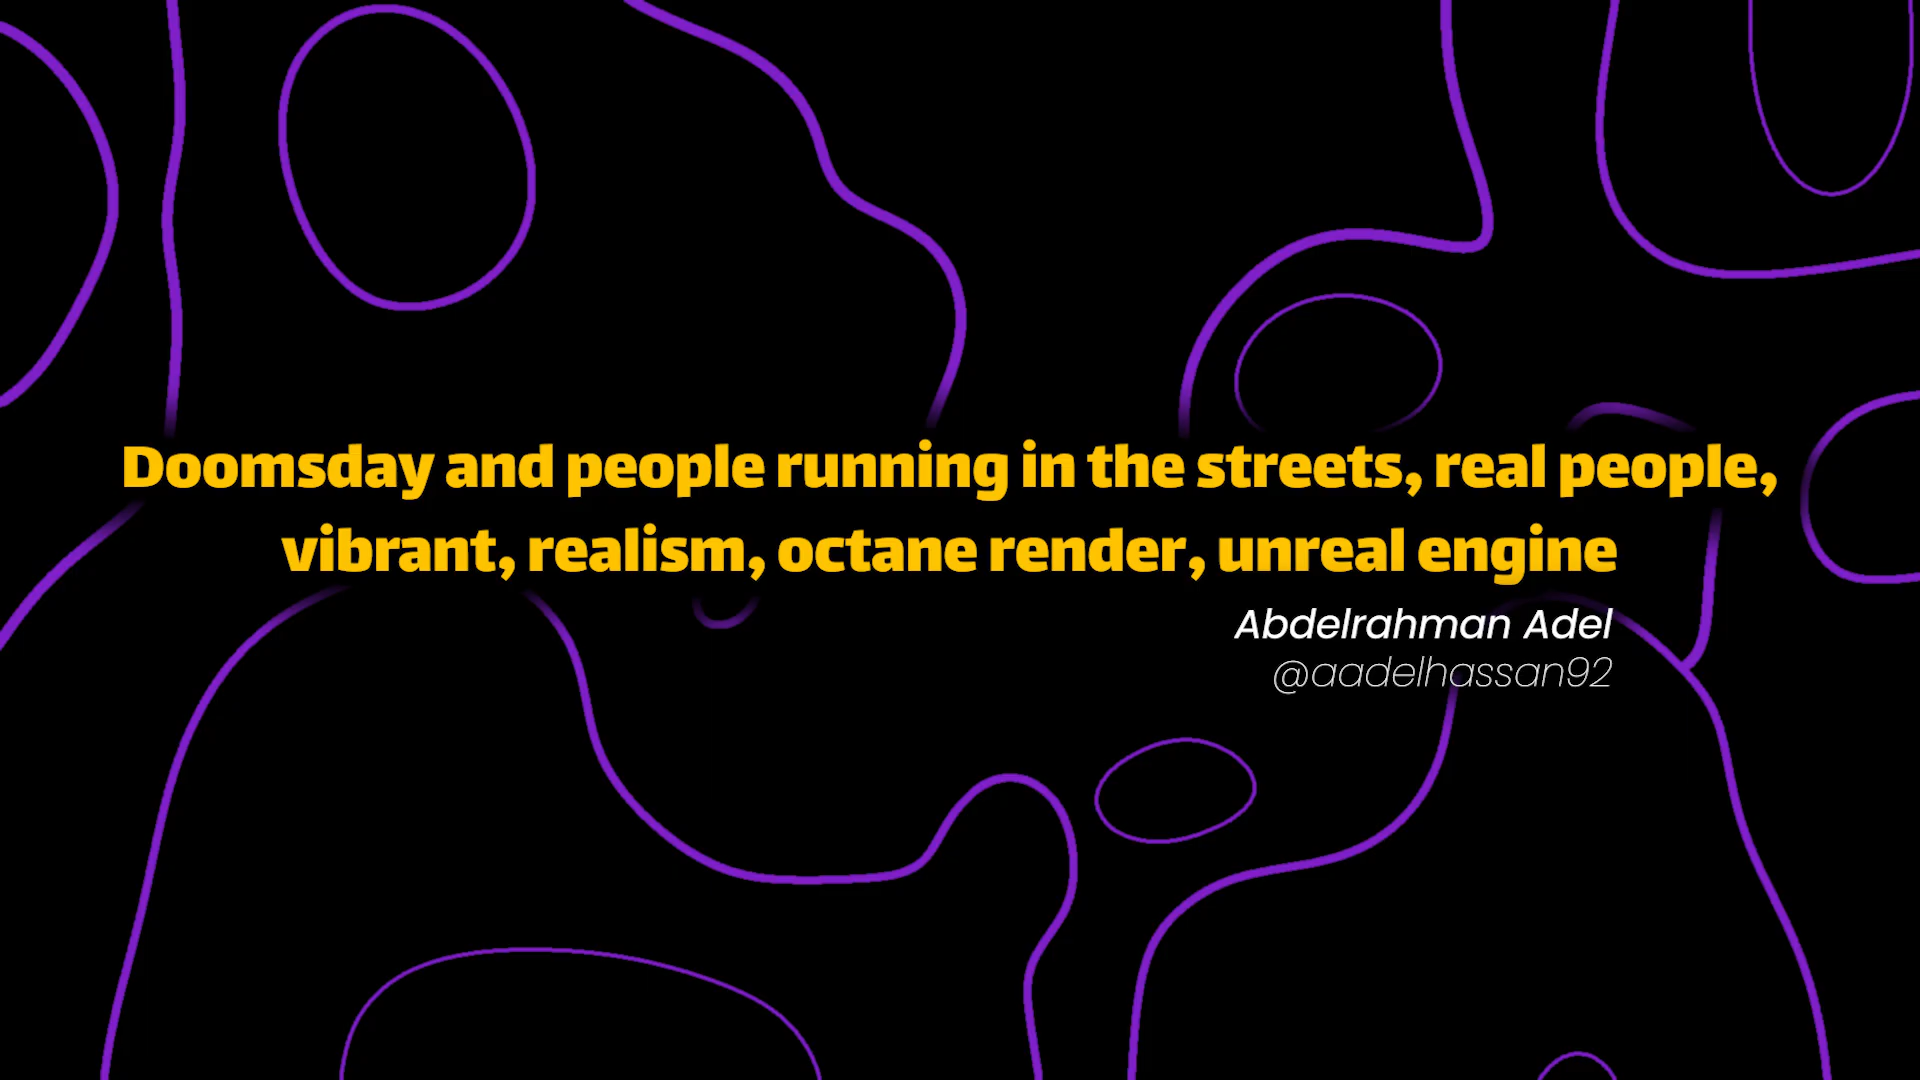 Doomsday and people running in the streets, real people,
vibrant, realism, octane render, unreal engine
Abdelrahman Adel
@aadelhassan92